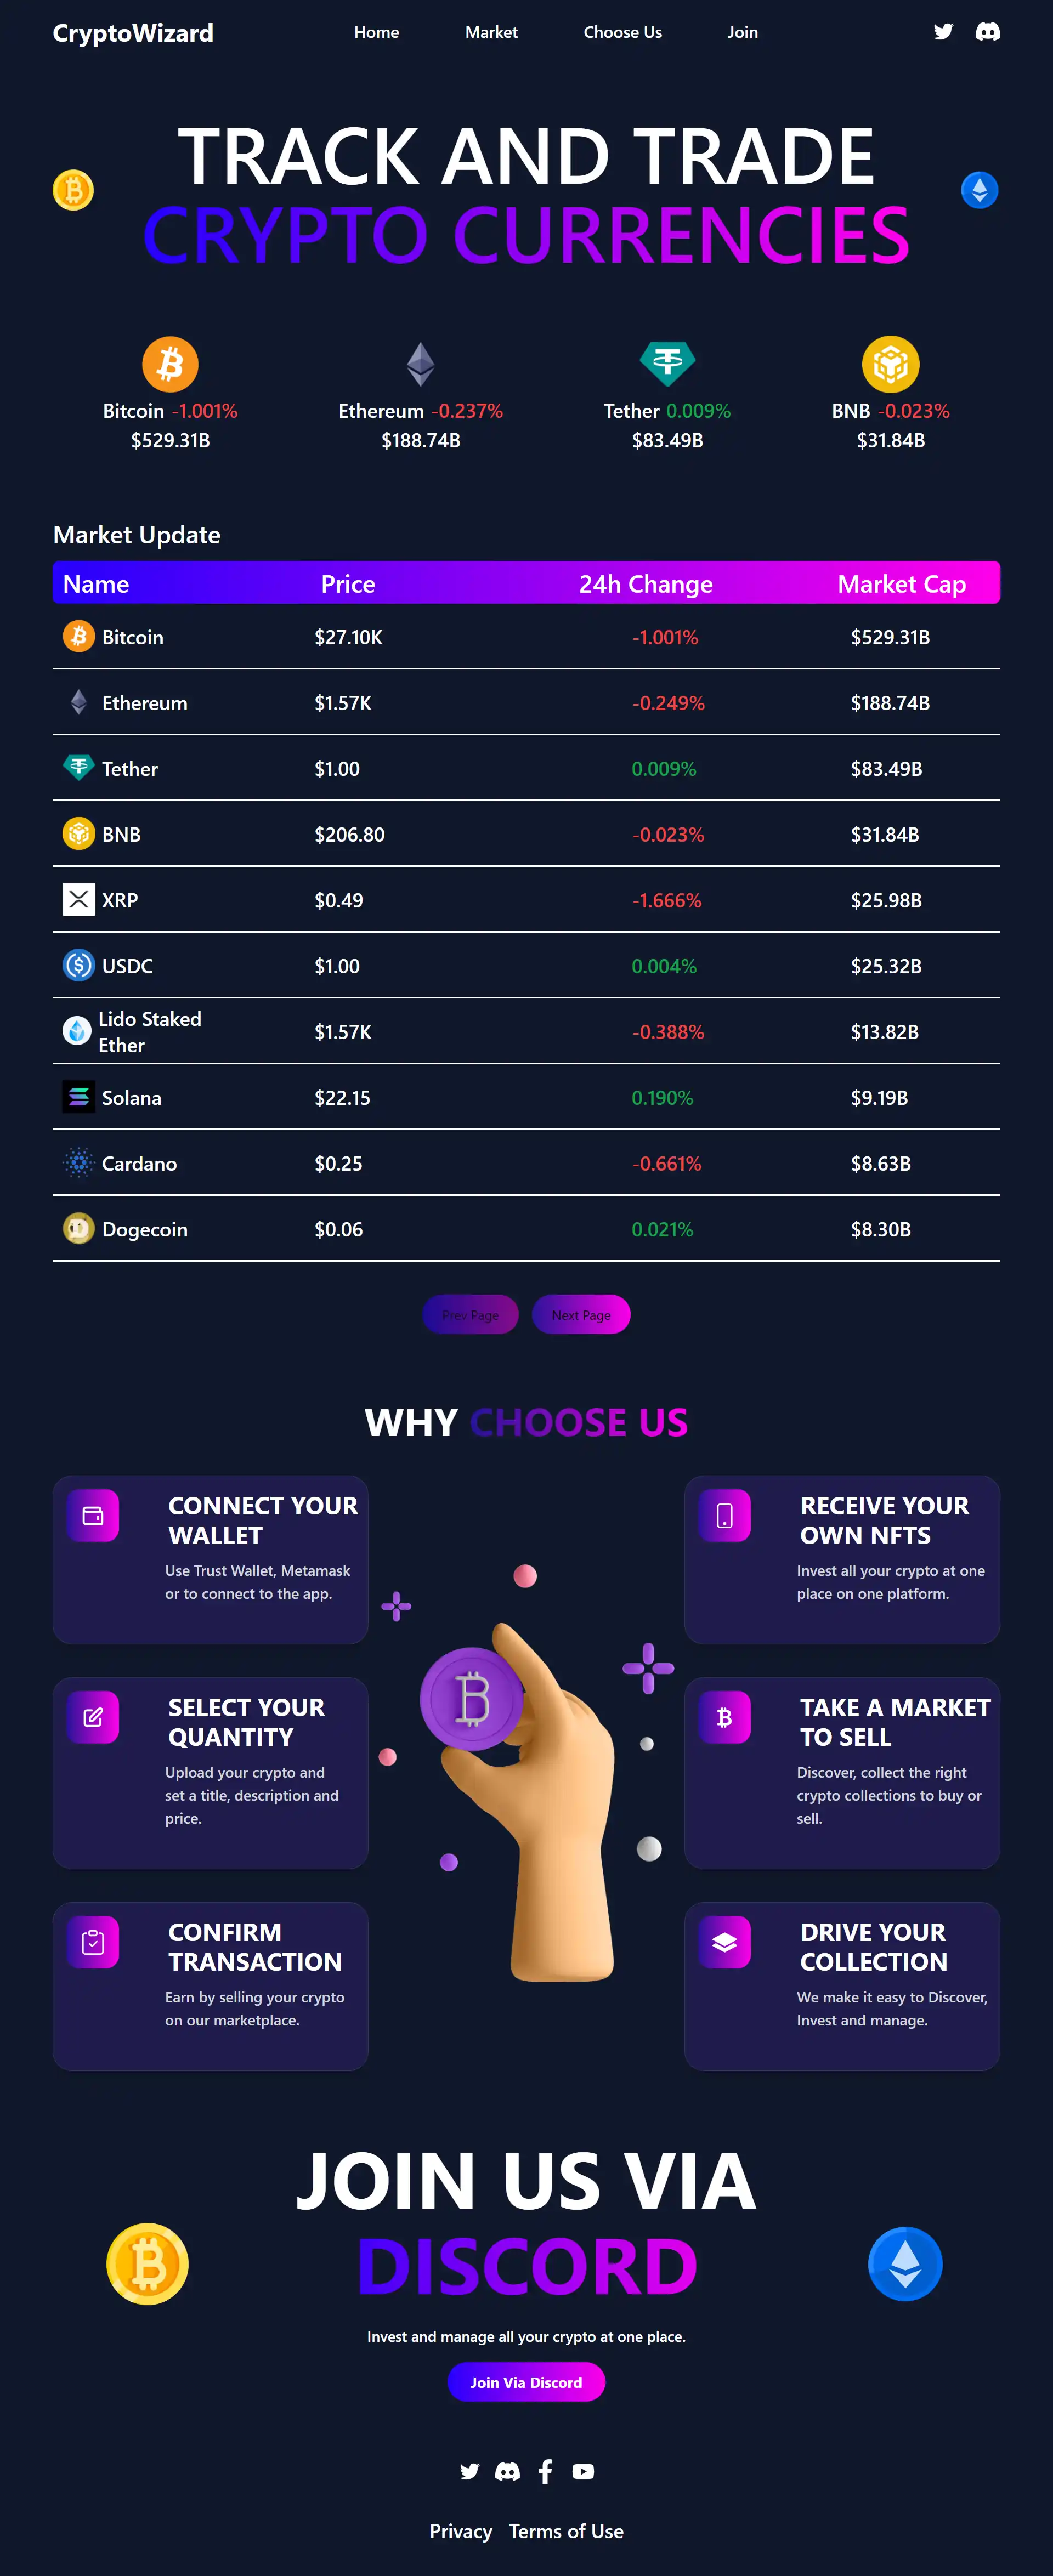 CryptoWizard Home Market Choose Us Join
TRACK AND TRADE
CRYPTO CURRENCIES
Bitcoin -1.001% Ethereum -0.237% Tether 0.009% BNB -0.023%
$529.31B $188.74B $83.49B $31.84B
Market Update
Name Price 24h Change Market Cap
Bitcoin $27.10K -1.001% $529.31B
Ethereum $1.57K -0.249% $188.74B
Tether $1.00 0.009% $83.49B
BNB $206.80 -0.023% $31.84B
XRP $0.49 -1.666% $25.98B
USDC $1.00 0.004% $25.32B
Lido Staked
Ether $1.57K -0.388% $13.82B
Solana $22.15 0.190% $9.19B
Cardano $0.25 -0.661% $8.63B
Dogecoin $0.06 0.021% $8.30B
Prev Page Next Page
WHY CHOOSE US
CONNECT YOUR
WALLET
Use Trust Wallet, Metamask
or to connect to the app.
SELECT YOUR
QUANTITY
Upload your crypto and
set a title, description and
price.
CONFIRM
TRANSACTION
Earn by selling your crypto
on our marketplace.
RECEIVE YOUR
OWN NFTS
Invest all your crypto at one
place on one platform.
TAKE A MARKET
TO SELL
Discover, collect the right
crypto collections to buy or
sell.
DRIVE YOUR
COLLECTION
We make it easy to Discover,
Invest and manage.
JOIN US VIA
DISCORD
Invest and manage all your crypto at one place.
Join Via Discord
Privacy Terms of Use